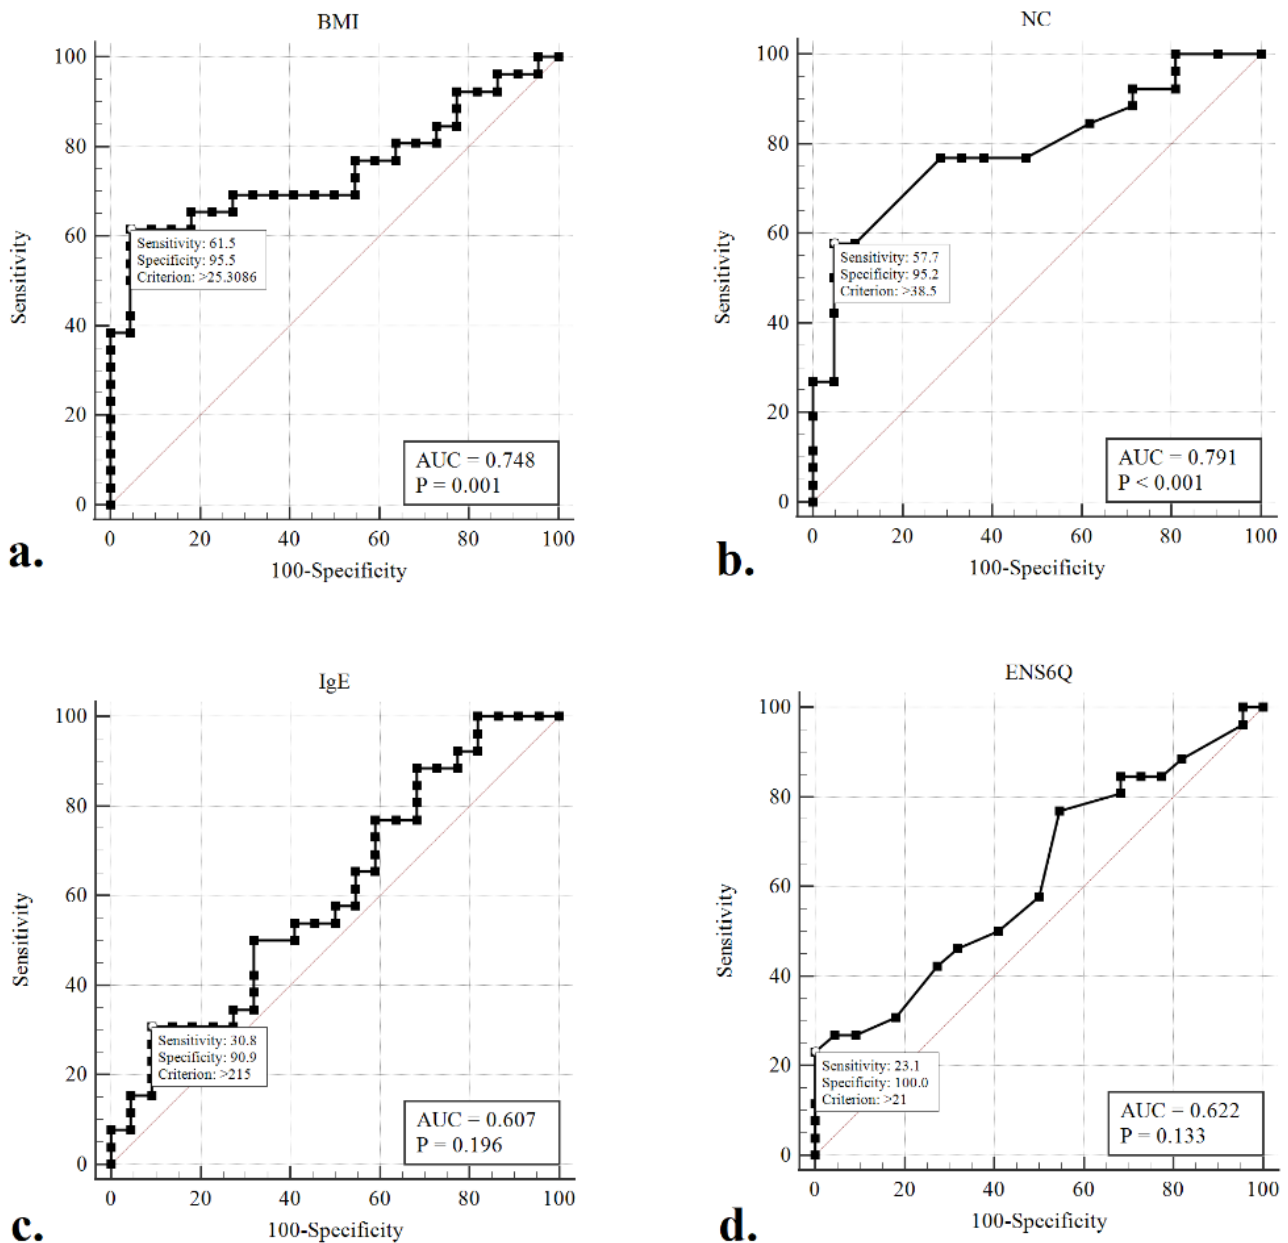 BMI
100
80
60
40
20
0
Sensitivity
Sensitivity: 61.5
Specificity: 95.5
Criterion: >25.3086
AUC = 0.748
P = 0.001
0 20 40 60 80 100
100-Specificity
a.
NC
100
80
60
40
20
0
Sensitivity
Sensitivity: 57.7
Specificity: 95.2
Criterion: >38.5
AUC = 0.791
P < 0.001
0 20 40 60 80 100
100-Specificity
b.
IgE
100
80
60
40
20
0
Sensitivity
Sensitivity: 30.8
Specificity: 90.9
Criterion: >215
AUC = 0.607
P = 0.196
0 20 40 60 80 100
100-Specificity
c.
ENS6Q
100
80
60
40
20
0
Sensitivity
Sensitivity: 23.1
Specificity: 100.0
Criterion: >21
AUC = 0.622
P = 0.133
0 20 40 60 80 100
100-Specificity
d.